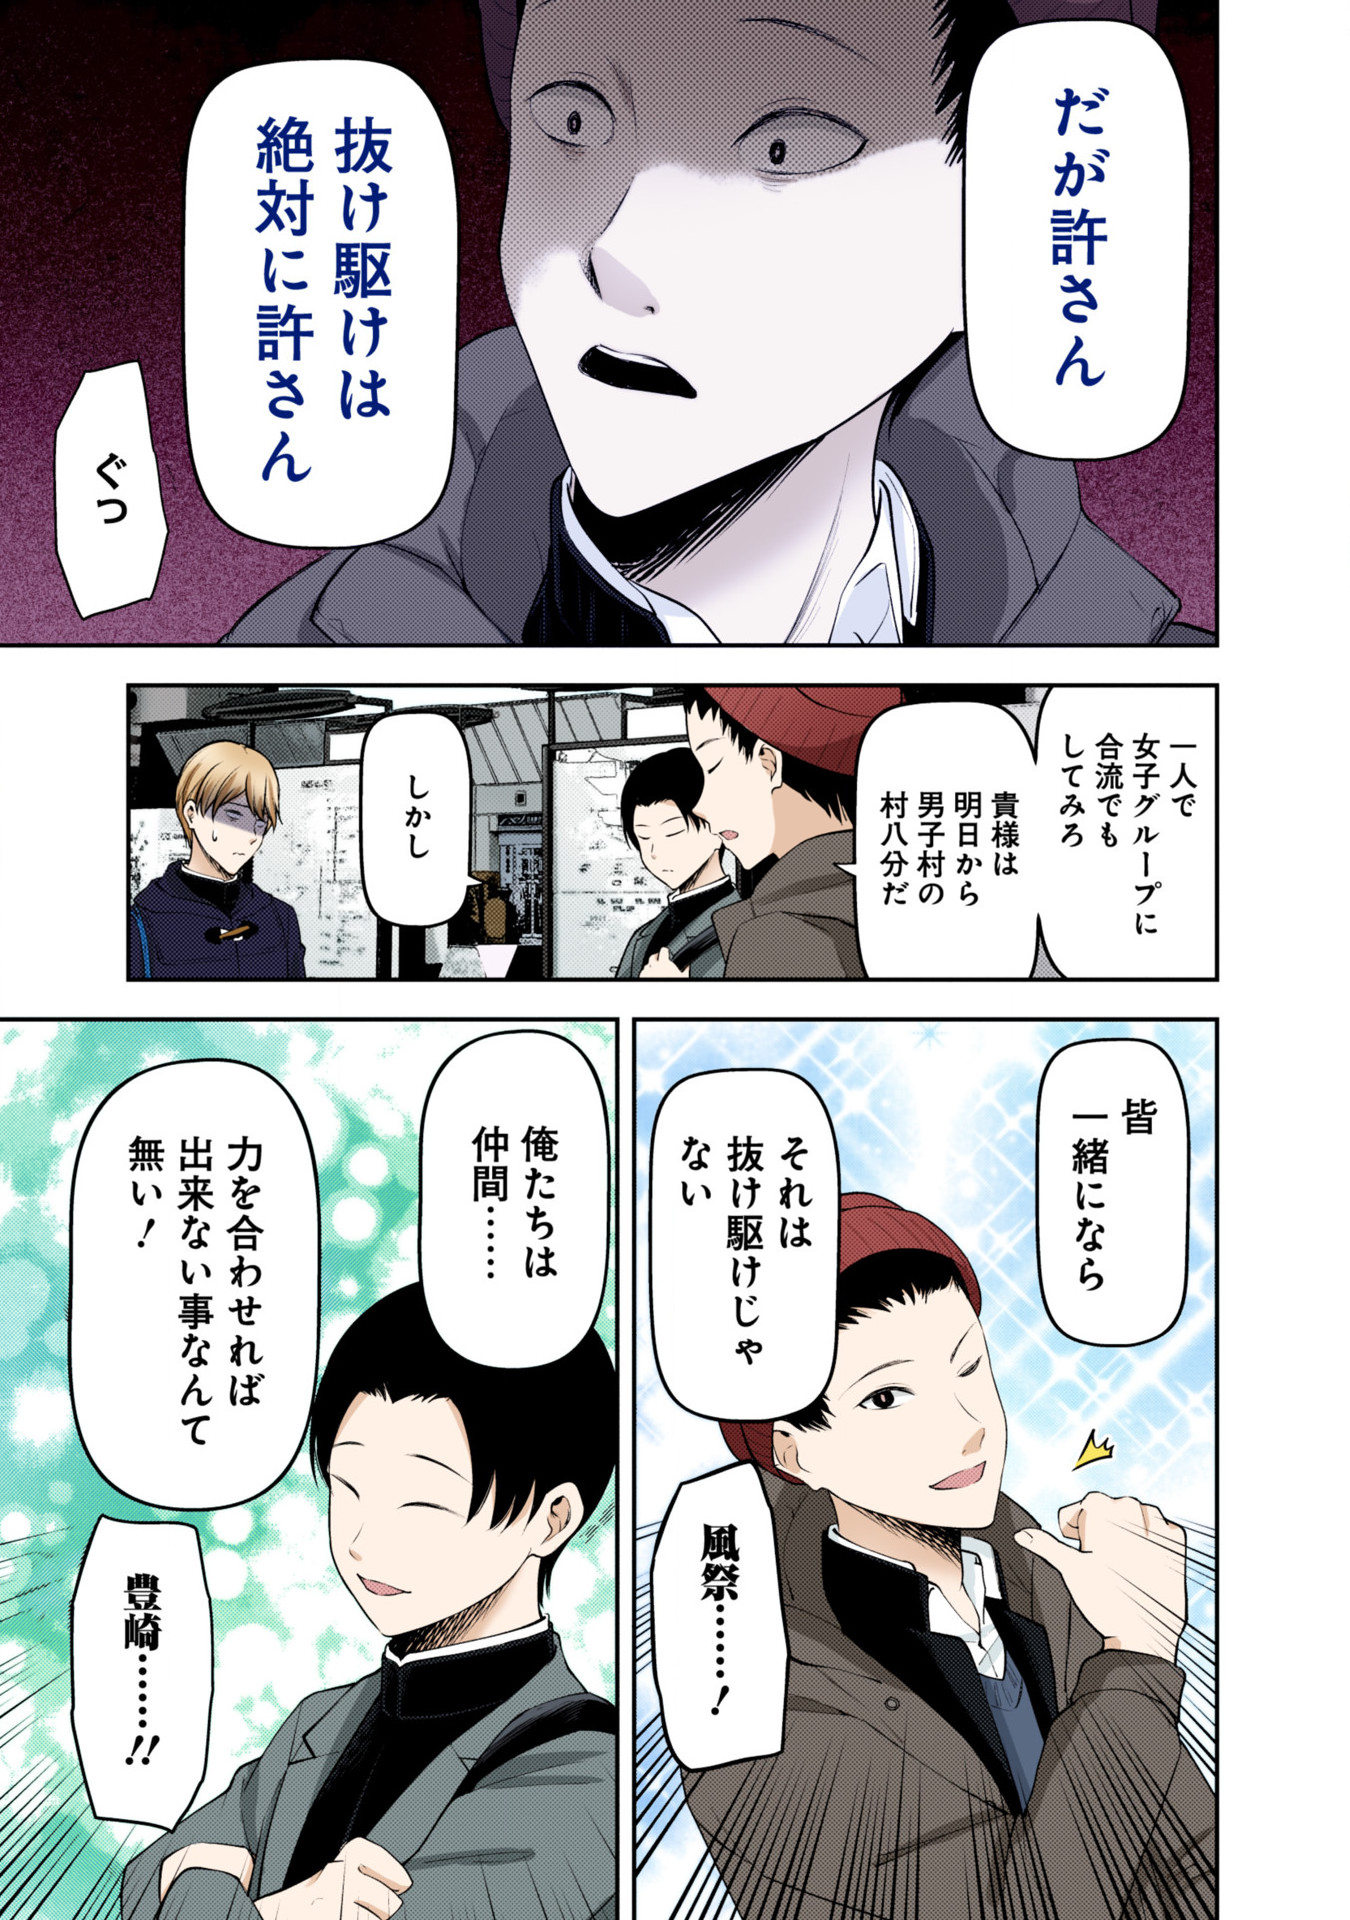 だが許さん
抜け駆けは
絶対に許さん
ぐっ
一人で
女子グループに
合流でも
してみろ
貴様は
明日から
男子村の
村八分だ
しかし
皆
一緒になら
それは
抜け駆けじゃ
ない
風祭……！
俺たちは
仲間……
力を合わせれば
出来ない事なんて
無い！
豊崎……!!